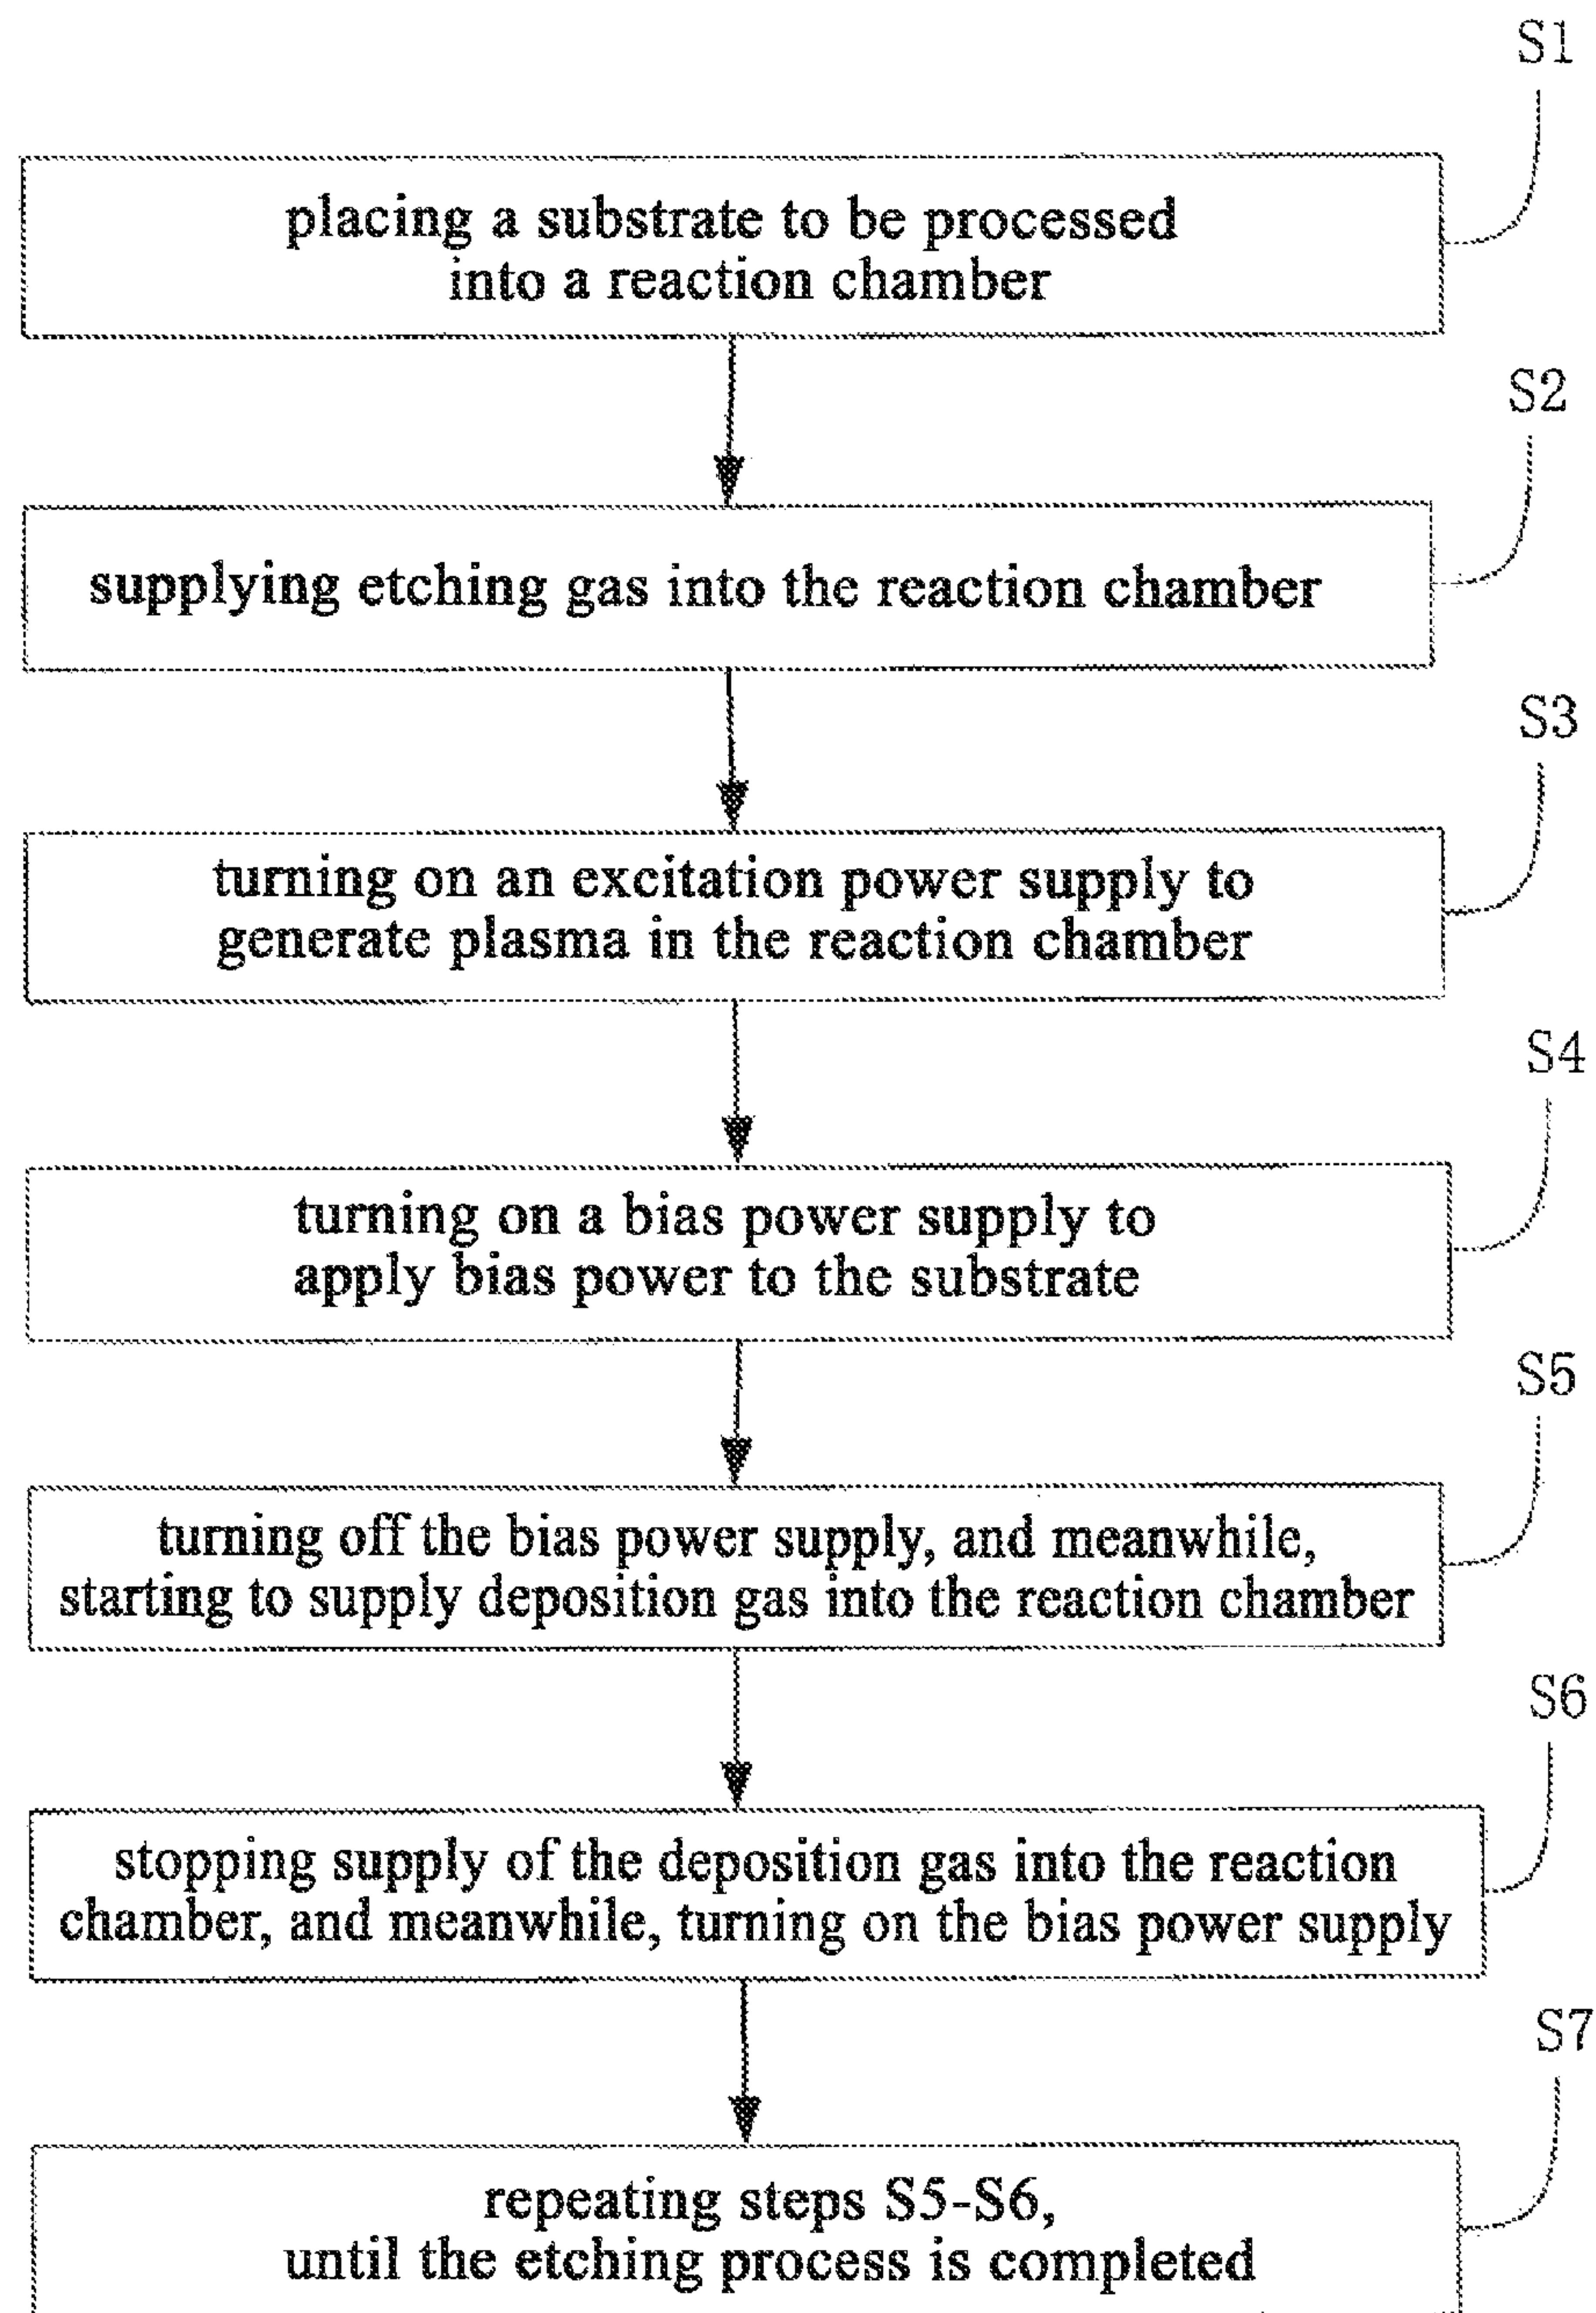 S1
placing a substrate to be processed
into a reaction chamber
S2
supplying etching gas into the reaction chamber
S3
turning on an excitation power supply to
generate plasma in the reaction chamber
S4
turning on a bias power supply to
apply bias power to the substrate
S5
turning off the bias power supply, and meanwhile,
starting to supply deposition gas into the reaction chamber
S6
stopping supply of the deposition gas into the reaction
chamber, and meanwhile, turning on the bias power supply
S7
repeating steps S5-S6,
until the etching process is completed